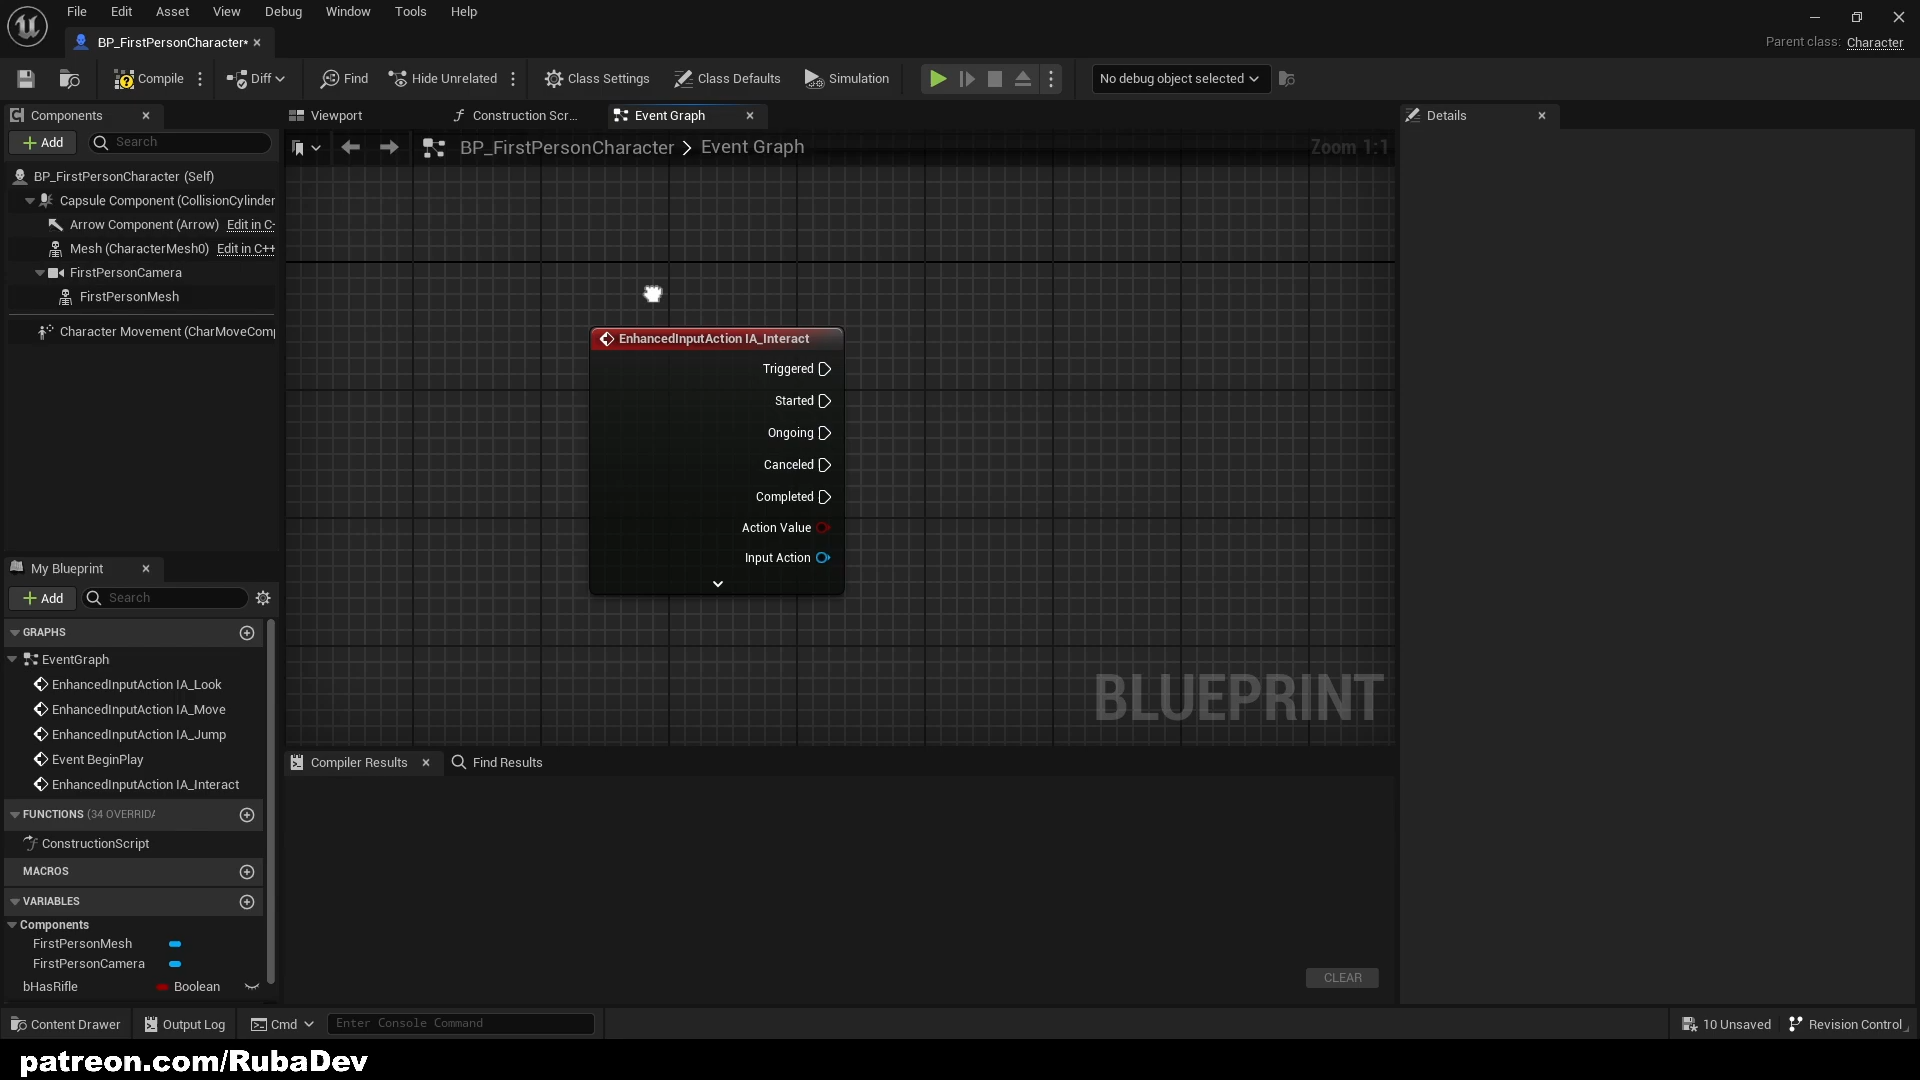 File Edit Asset View Debug Window Tools Help
BP_FirstPersonCharacter*
Parent class: Character
Compile Diff Find Hide Unrelated Class Settings Class Defaults Simulation No debug object selected
Components
Viewport Construction Scr... Event Graph
Details
Add Search
BP_FirstPersonCharacter > Event Graph
Zoom 1:1
BP_FirstPersonCharacter (Self)
Capsule Component (CollisionCylinder
Arrow Component (Arrow) Edit in C-
Mesh (CharacterMesh0) Edit in C++
FirstPersonCamera
FirstPersonMesh
Character Movement (CharMoveComp
EnhancedInputAction IA_Interact
Triggered
Started
Ongoing
Canceled
Completed
Action Value
Input Action
BLUEPRINT
My Blueprint
Add Search
GRAPHS
EventGraph
EnhancedInputAction IA_Look
EnhancedInputAction IA_Move
EnhancedInputAction IA_Jump
Event BeginPlay
EnhancedInputAction IA_Interact
FUNCTIONS (34 OVERRIDA
ConstructionScript
MACROS
VARIABLES
Components
FirstPersonMesh
FirstPersonCamera
bHasRifle Boolean
Compiler Results Find Results
CLEAR
Content Drawer Output Log Cmd Enter Console Command 10 Unsaved Revision Control
patreon.com/RubaDev